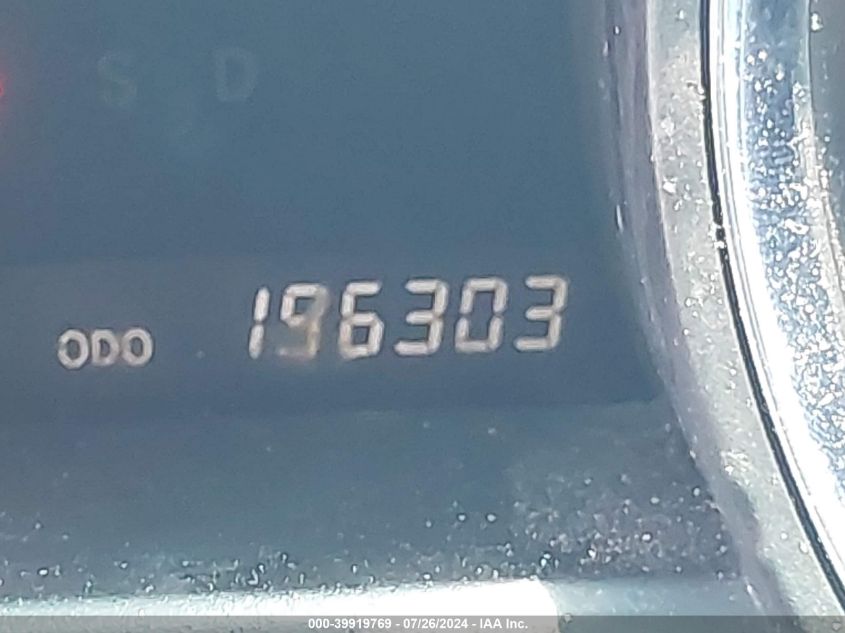 S D
ODO 196303
000-39919769 - 07/26/2024 - IAA Inc.